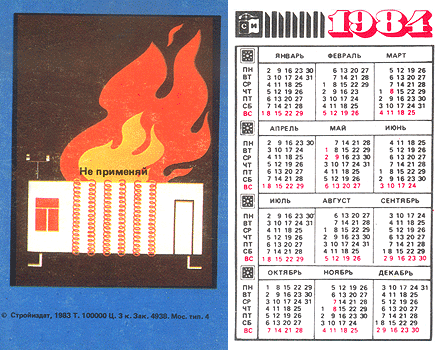 Не применяй
© Стройиздат, 1983 Т. 100000 Ц. 3 к. Зак. 4938. Мос. тип. 4
СИ 1984
ЯНВАРЬ ФЕВРАЛЬ МАРТ
ПН 2 9 16 23 30 6 13 20 27 5 12 19 26
ВТ 3 10 17 24 31 7 14 21 28 6 13 20 27
СР 4 11 18 25 1 8 15 22 29 7 14 21 28
ЧТ 5 12 19 26 2 9 16 23 1 8 15 22 29
ПТ 6 13 20 27 3 10 17 24 2 9 16 23 30
СБ 7 14 21 28 4 11 18 25 3 10 17 24 31
ВС 1 8 15 22 29 5 12 19 26 4 11 18 25
АПРЕЛЬ МАЙ ИЮНЬ
ПН 2 9 16 23 30 7 14 21 28 4 11 18 25
ВТ 3 10 17 24 1 8 15 22 29 5 12 19 26
СР 4 11 18 25 2 9 16 23 30 6 13 20 27
ЧТ 5 12 19 26 3 10 17 24 31 7 14 21 28
ПТ 6 13 20 27 4 11 18 25 1 8 15 22 29
СБ 7 14 21 28 5 12 19 26 2 9 16 23 30
ВС 1 8 15 22 29 6 13 20 27 3 10 17 24
ИЮЛЬ АВГУСТ СЕНТЯБРЬ
ПН 2 9 16 23 30 6 13 20 27 3 10 17 24
ВТ 3 10 17 24 31 7 14 21 28 4 11 18 25
СР 4 11 18 25 1 8 15 22 29 5 12 19 26
ЧТ 5 12 19 26 2 9 16 23 30 6 13 20 27
ПТ 6 13 20 27 3 10 17 24 31 7 14 21 28
СБ 7 14 21 28 4 11 18 25 1 8 15 22 29
ВС 1 8 15 22 29 5 12 19 26 2 9 16 23 30
ОКТЯБРЬ НОЯБРЬ ДЕКАБРЬ
ПН 1 8 15 22 29 5 12 19 26 3 10 17 24 31
ВТ 2 9 16 23 30 6 13 20 27 4 11 18 25
СР 3 10 17 24 31 7 14 21 28 5 12 19 26
ЧТ 4 11 18 25 1 8 15 22 29 6 13 20 27
ПТ 5 12 19 26 2 9 16 23 30 7 14 21 28
СБ 6 13 20 27 3 10 17 24 1 8 15 22 29
ВС 7 14 21 28 4 11 18 25 2 9 16 23 30